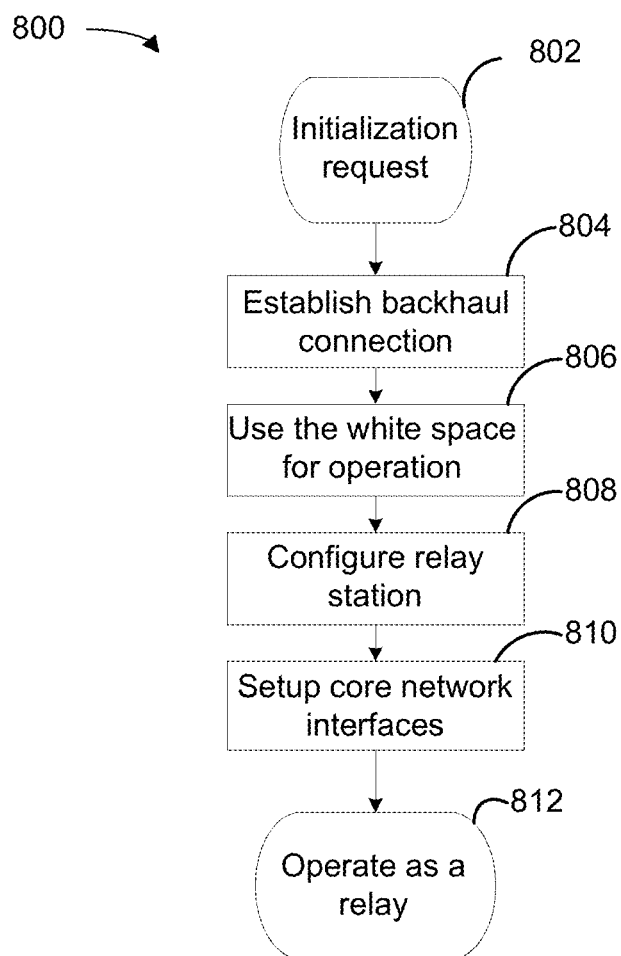 800
802
Initialization
request
804
Establish backhaul
connection
806
Use the white space
for operation
808
Configure relay
station
810
Setup core network
interfaces
812
Operate as a
relay